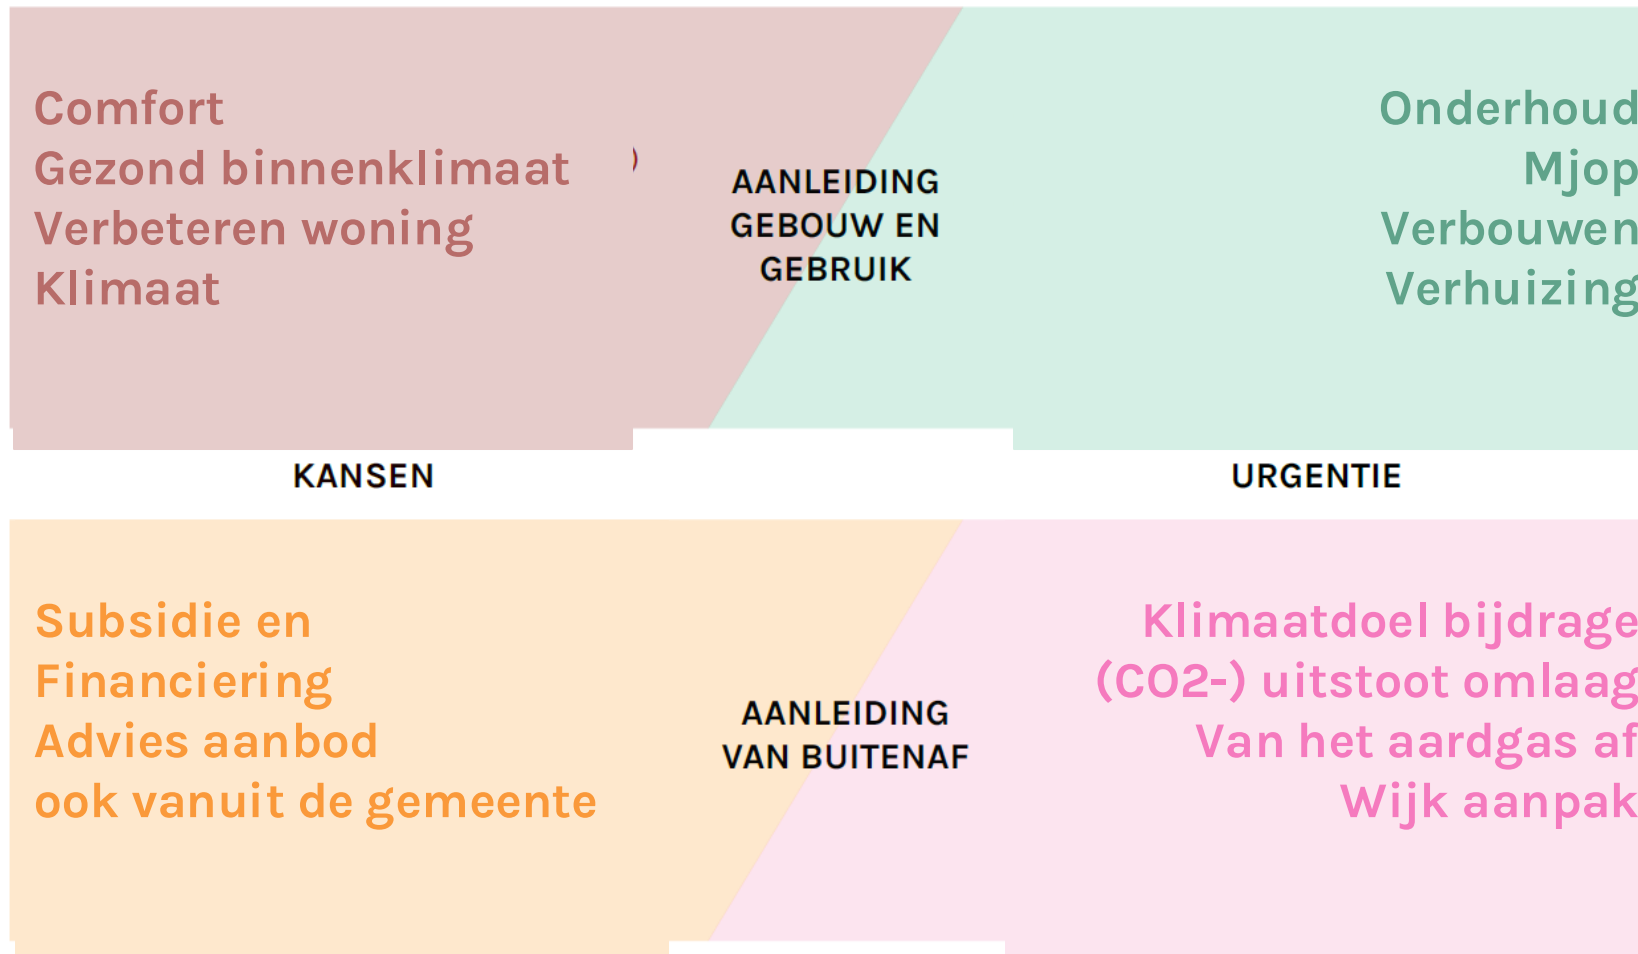 Comfort
Gezond binnenklimaat
Verbeteren woning
Klimaat
)
AANLEIDING
GEBOUW EN
GEBRUIK
Onderhoud
Mjop
Verbouwen
Verhuizing
KANSEN
URGENTIE
Subsidie en
Financiering
Advies aanbod
ook vanuit de gemeente
AANLEIDING
VAN BUITENAF
Klimaatdoel bijdrage
(CO2-) uitstoot omlaag
Van het aardgas af
Wijk aanpak